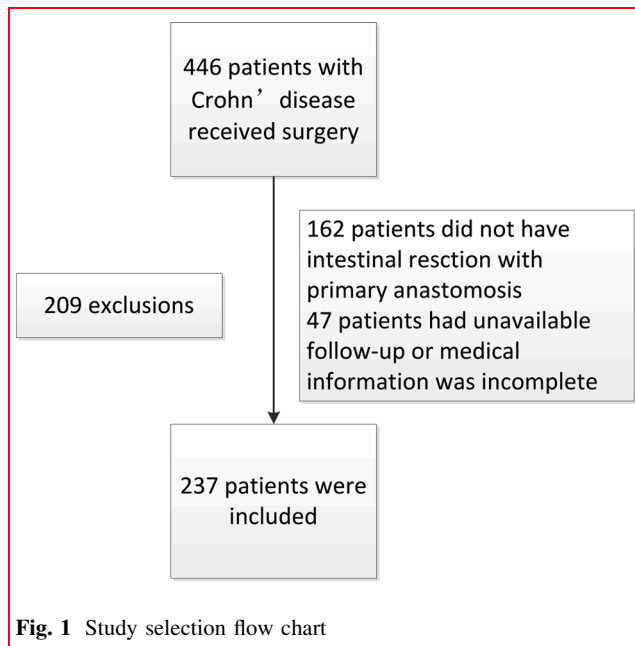 446 patients with
Crohn’ disease
received surgery
162 patients did not have
intestinal resction with
primary anastomosis
47 patients had unavailable
follow-up or medical
information was incomplete
209 exclusions
237 patients were
included
Fig. 1 Study selection flow chart